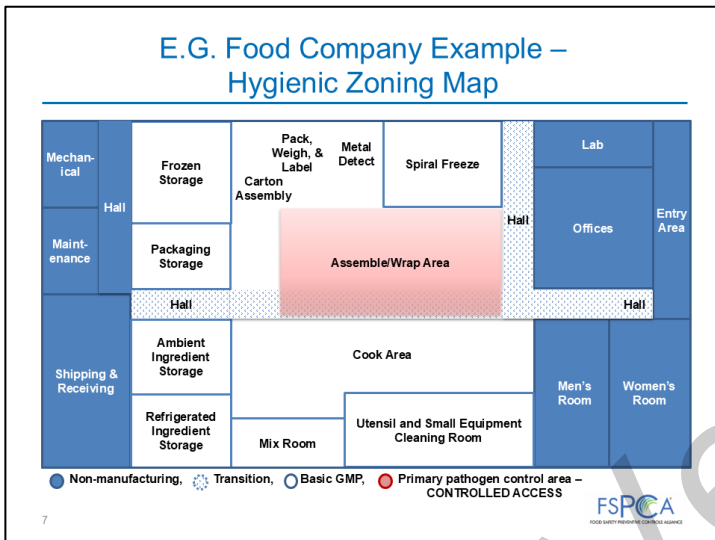 E.G. Food Company Example –
Hygienic Zoning Map
Mechan-
ical
Hall
Maint-
enance
Shipping &
Receiving
Frozen
Storage
Packaging
Storage
Hall
Ambient
Ingredient
Storage
Refrigerated
Ingredient
Storage
Pack,
Weigh, &
Label
Carton
Assembly
Metal
Detect
Spiral Freeze
Assemble/Wrap Area
Cook Area
Mix Room
Utensil and Small Equipment
Cleaning Room
Hall
Lab
Offices
Entry
Area
Hall
Men's
Room
Women's
Room
Non-manufacturing, Transition, Basic GMP, Primary pathogen control area –
CONTROLLED ACCESS
7
FSPCA
FOOD SAFETY PREVENTIVE CONTROLS ALLIANCE